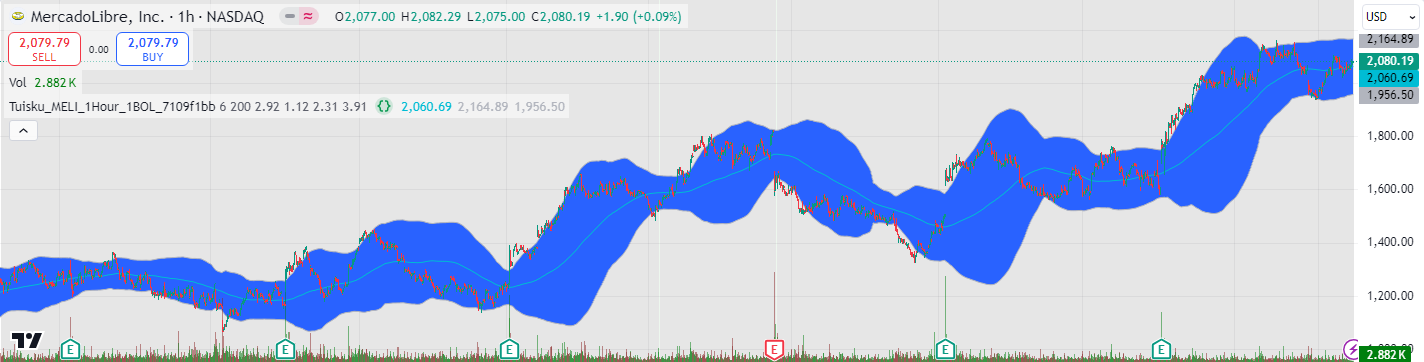 MercadoLibre, Inc. · 1h · NASDAQ O2,077.00 H2,082.29 L2,075.00 C2,080.19 +1.90 (+0.09%)
USD
2,079.79 0.00 2,079.79
SELL BUY
Vol 2.882 K
Tuisku_MELI_1Hour_1BOL_7109f1bb 6 200 2.92 1.12 2.31 3.91 {} 2,060.69 2,164.89 1,956.50
2,164.89
2,080.19
2,060.69
1,956.50
1,800.00
1,600.00
1,400.00
1,200.00
E E E E E E
2.882 K